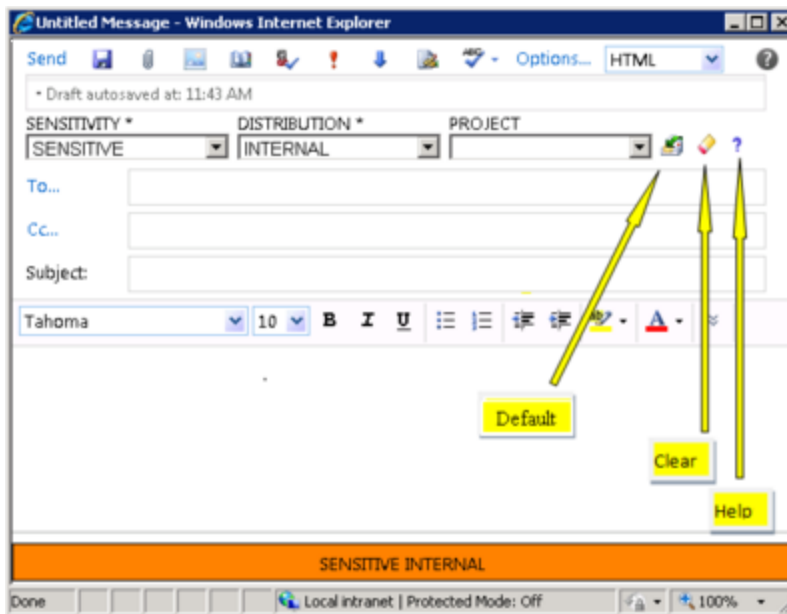 Untitled Message - Windows Internet Explorer
Send Options... HTML
• Draft autosaved at: 11:43 AM
SENSITIVITY * DISTRIBUTION * PROJECT
SENSITIVE INTERNAL
To...
Cc...
Subject:
Tahoma 10 B I U A
Default
Clear
Help
SENSITIVE INTERNAL
Done Local intranet | Protected Mode: Off 100%